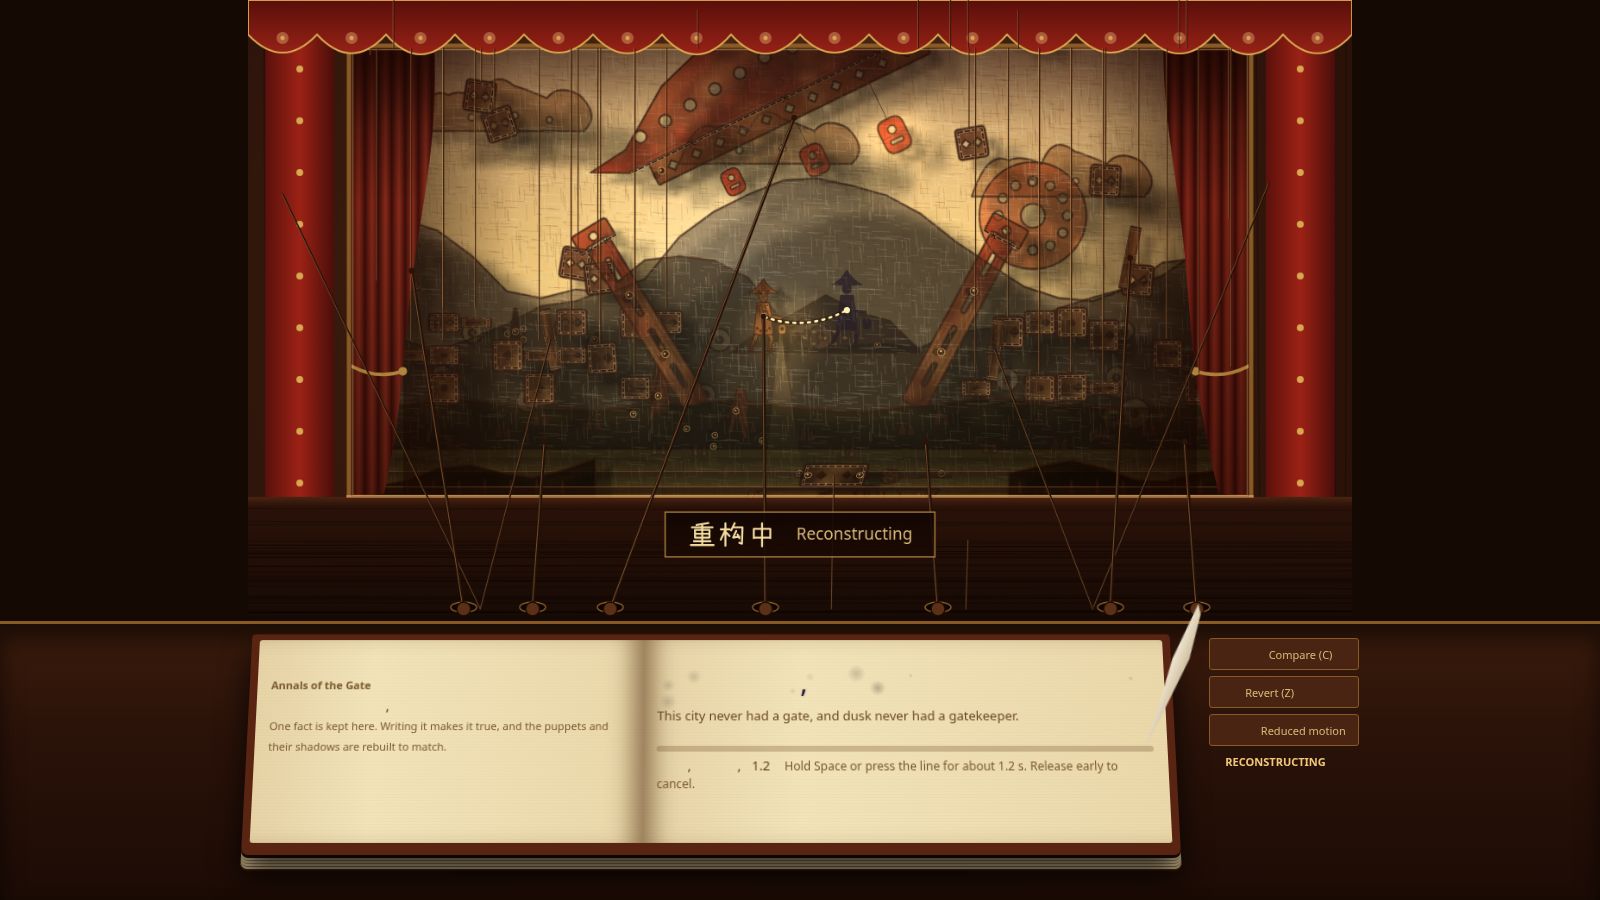 重构中 Reconstructing
Annals of the Gate
,
One fact is kept here. Writing it makes it true, and the puppets and
their shadows are rebuilt to match.
,
This city never had a gate, and dusk never had a gatekeeper.
, , 1.2 Hold Space or press the line for about 1.2 s. Release early to
cancel.
Compare (C)
Revert (Z)
Reduced motion
RECONSTRUCTING